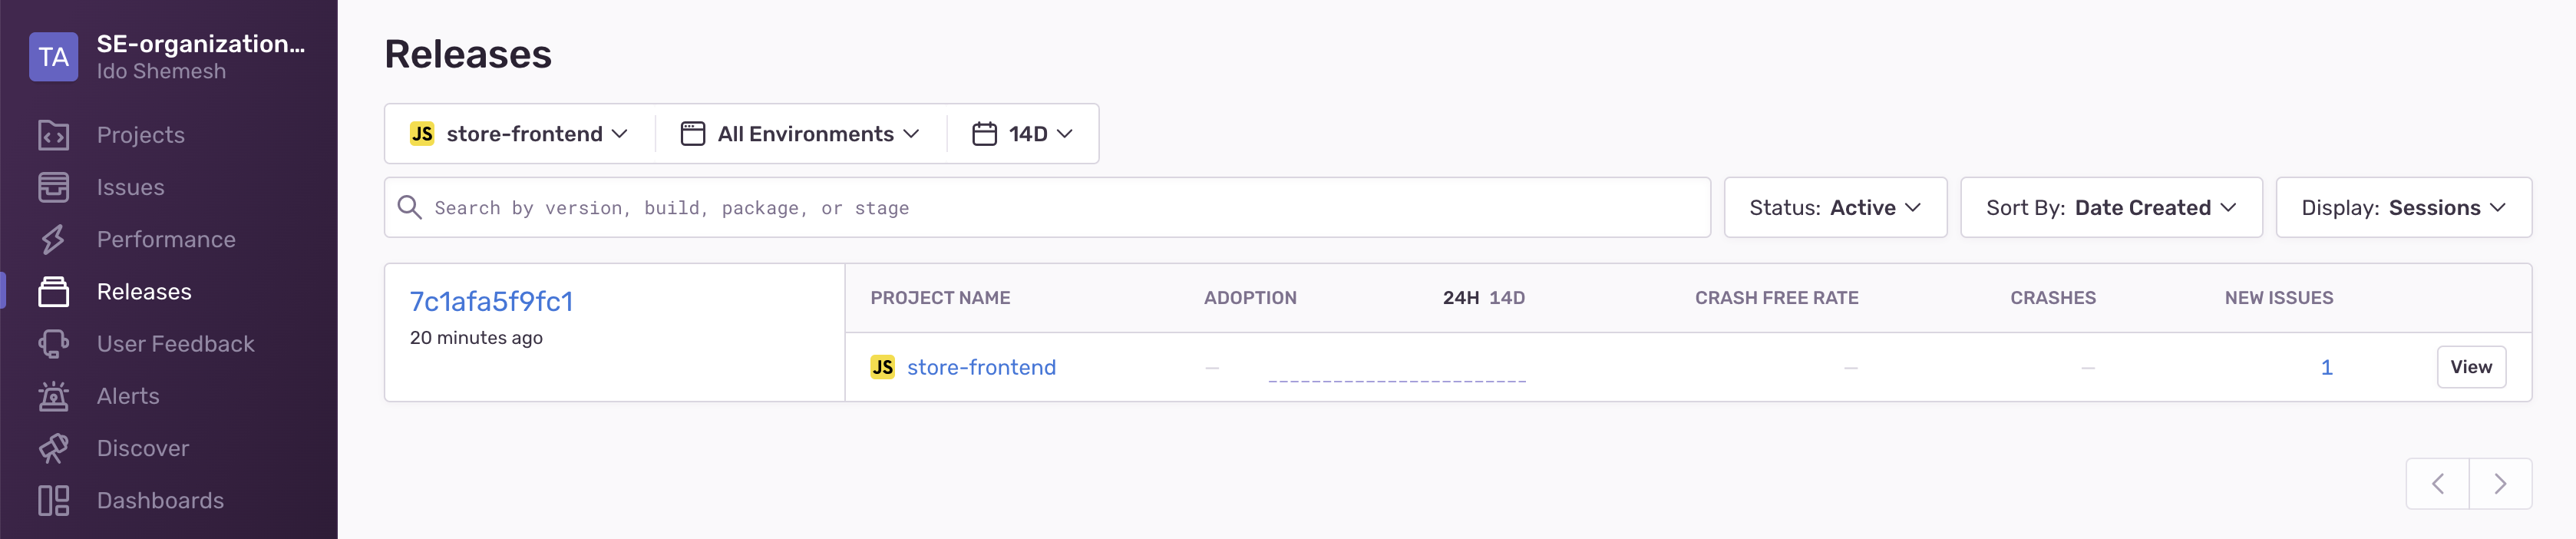 TA
SE-organization...
Ido Shemesh
Projects
Issues
Performance
Releases
User Feedback
Alerts
Discover
Dashboards
Releases
JS store-frontend
All Environments
14D
Search by version, build, package, or stage
Status: Active
Sort By: Date Created
Display: Sessions
7c1afa5f9fc1
20 minutes ago
PROJECT NAME ADOPTION 24H 14D CRASH FREE RATE CRASHES NEW ISSUES
JS store-frontend — — — 1 View